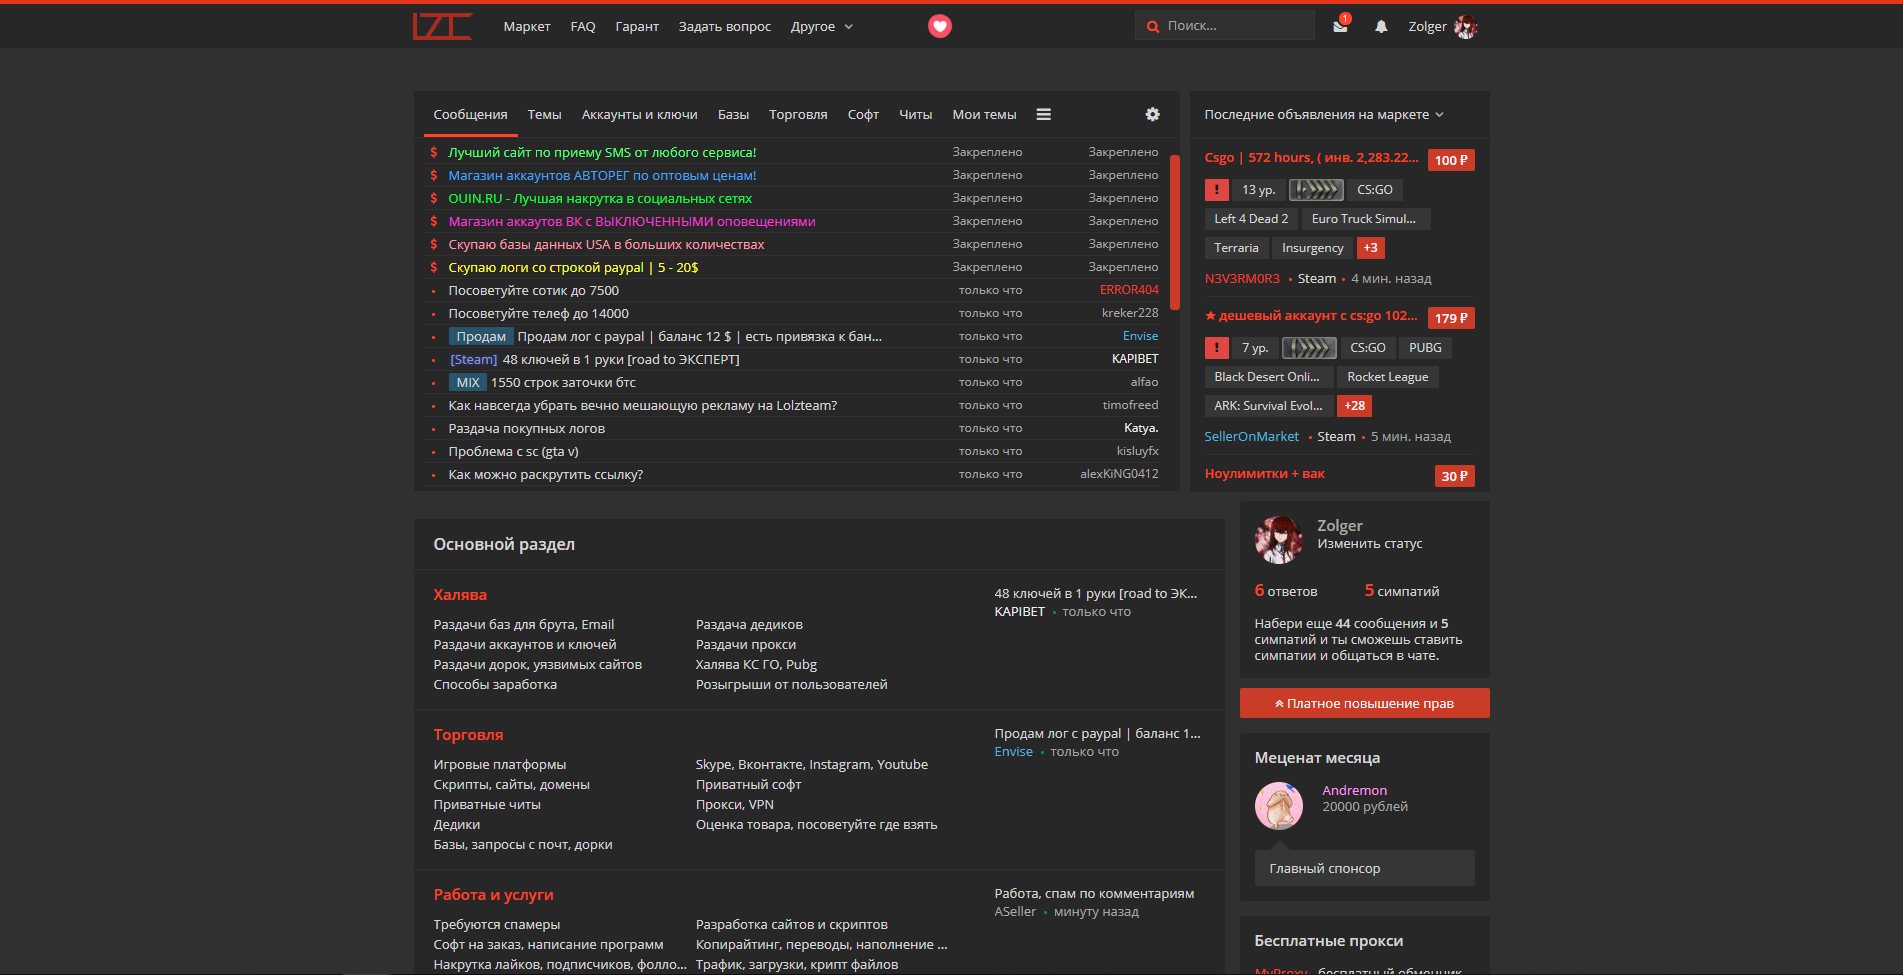 LZT
Маркет FAQ Гарант Задать вопрос Другое
Поиск...
1
Zolger
Сообщения Темы Аккаунты и ключи Базы Торговля Софт Читы Мои темы
$ Лучший сайт по приему SMS от любого сервиса! Закреплено Закреплено
$ Магазин аккаунтов АВТОРЕГ по оптовым ценам! Закреплено Закреплено
$ OUIN.RU - Лучшая накрутка в социальных сетях Закреплено Закреплено
$ Магазин аккаутов ВК с ВЫКЛЮЧЕННЫМИ оповещениями Закреплено Закреплено
$ Скупаю базы данных USA в больших количествах Закреплено Закреплено
$ Скупаю логи со строкой paypal | 5 - 20$ Закреплено Закреплено
Посоветуйте сотик до 7500 только что ERROR404
Посоветуйте телеф до 14000 только что kreker228
Продам Продам лог с paypal | баланс 12 $ | есть привязка к бан... только что Envise
[Steam] 48 ключей в 1 руки [road to ЭКСПЕРТ] только что KAPIBET
MIX 1550 строк заточки бтс только что alfao
Как навсегда убрать вечно мешающую рекламу на Lolzteam? только что timofreed
Раздача покупных логов только что Katya.
Проблема с sc (gta v) только что kisluyfx
Как можно раскрутить ссылку? только что alexKiNG0412
Последние объявления на маркете
Csgo | 572 hours, ( инв. 2,283.22... 100 ₽
! 13 ур. CS:GO
Left 4 Dead 2 Euro Truck Simul...
Terraria Insurgency +3
N3V3RM0R3 • Steam • 4 мин. назад
★ дешевый аккаунт с cs:go 102... 179 ₽
! 7 ур. CS:GO PUBG
Black Desert Onli... Rocket League
ARK: Survival Evol... +28
SellerOnMarket • Steam • 5 мин. назад
Ноулимитки + вак 30 ₽
Основной раздел
Халява
Раздачи баз для брута, Email Раздача дедиков
Раздачи аккаунтов и ключей Раздачи прокси
Раздачи дорок, уязвимых сайтов Халява КС ГО, Pubg
Способы заработка Розыгрыши от пользователей
48 ключей в 1 руки [road to ЭК...
KAPIBET • только что
Торговля
Игровые платформы Skype, Вконтакте, Instagram, Youtube
Скрипты, сайты, домены Приватный софт
Приватные читы Прокси, VPN
Дедики Оценка товара, посоветуйте где взять
Базы, запросы с почт, дорки
Продам лог с paypal | баланс 1...
Envise • только что
Работа и услуги
Требуются спамеры Разработка сайтов и скриптов
Софт на заказ, написание программ Копирайтинг, переводы, наполнение ...
Накрутка лайков, подписчиков, фолло... Трафик, загрузки, крипт файлов
Работа, спам по комментариям
ASeller • минуту назад
Zolger
Изменить статус
6 ответов 5 симпатий
Набери еще 44 сообщения и 5
симпатий и ты сможешь ставить
симпатии и общаться в чате.
Платное повышение прав
Меценат месяца
Andremon
20000 рублей
Главный спонсор
Бесплатные прокси
MyProxy - бесплатный обменник